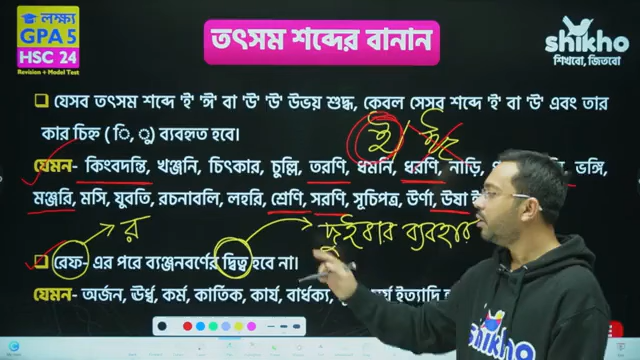 লক্ষ্য
GPA 5
HSC 24
Revision + Model Test
তৎসম শব্দের বানান
shikho
শিখবো, জিতবো
যেসব তৎসম শব্দে 'ই' 'ঈ' বা 'উ' 'ঊ' উভয় শুদ্ধ, কেবল সেসব শব্দে 'ই' বা 'উ' এবং তার
কার চিহ্ন ( ি, ু) ব্যবহৃত হবে।
ই / ঈ
যেমন- কিংবদন্তি, খঞ্জনি, চিৎকার, চুল্লি, তরণি, ধমনি, ধরণি, নাড়ি, ভঙ্গি,
মঞ্জরি, মসি, যুবতি, রচনাবলি, লহরি, শ্রেণি, সরণি, সূচিপত্র, উর্ণা, উষা
র্য দুইবার ব্যবহার
রেফ- এর পরে ব্যঞ্জনবর্ণের দ্বিত্ব হবে না।
যেমন- অর্জন, ঊর্ধ্ব, কর্ম, কার্তিক, কার্য, বার্ধক্য, ইত্যাদি
shikho